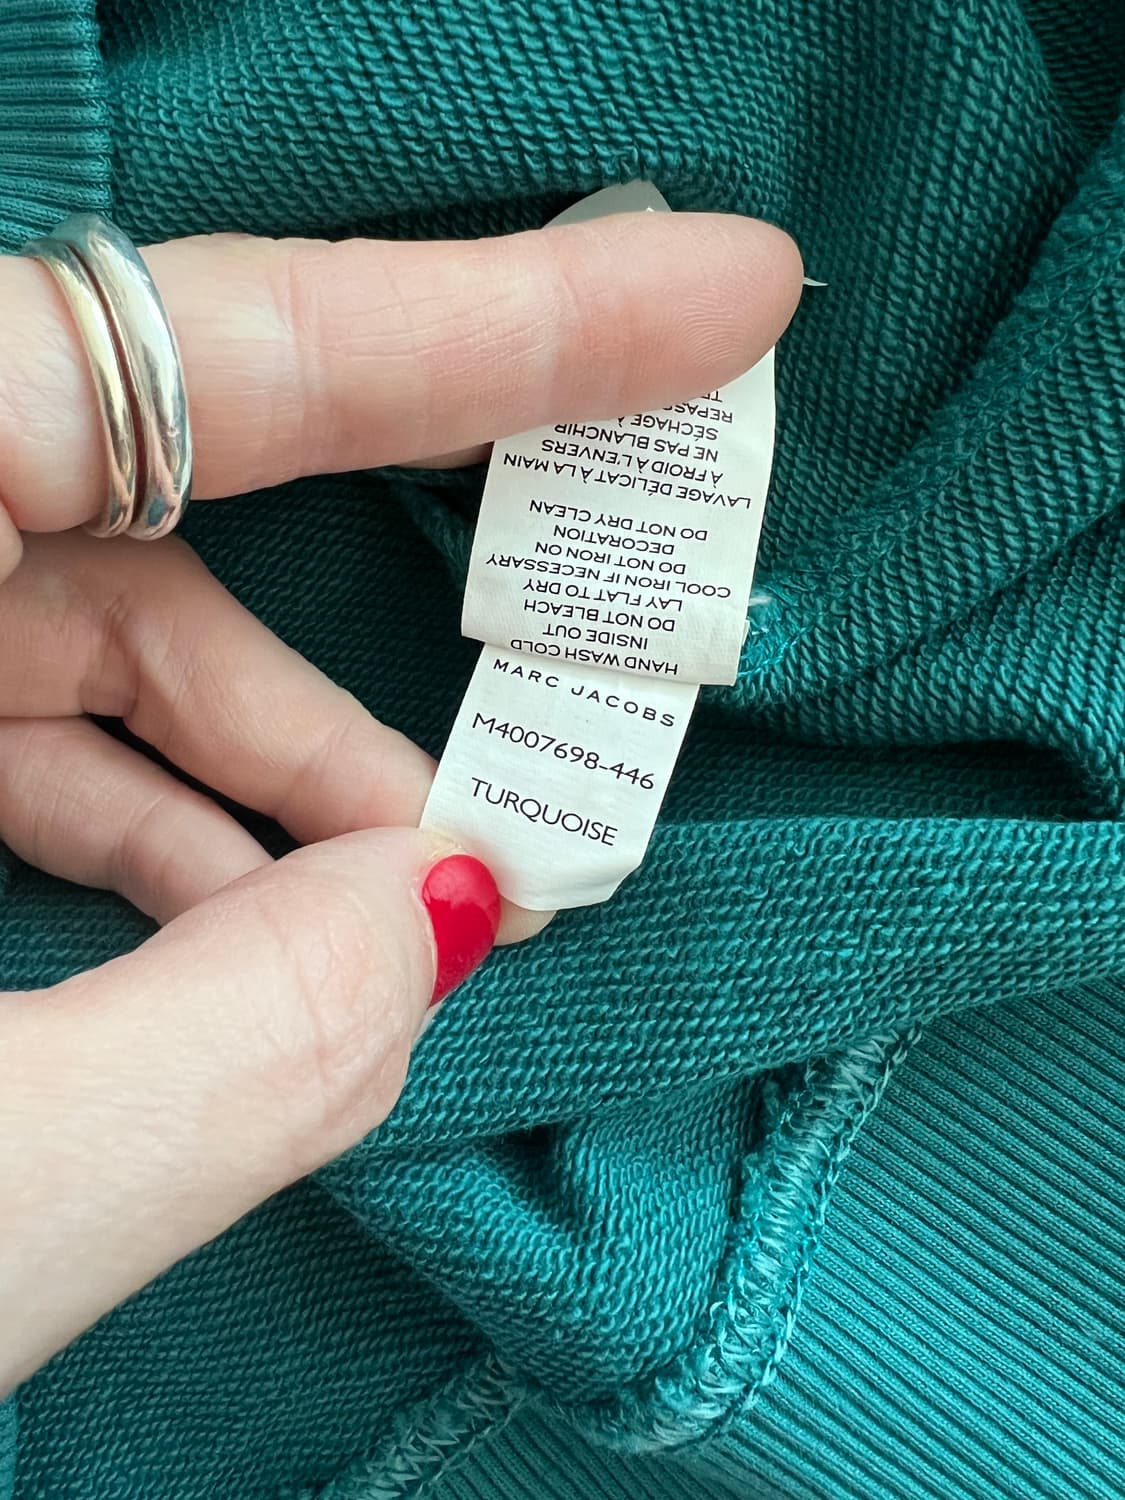 HAND WASH COLD
INSIDE OUT
DO NOT BLEACH
LAY FLAT TO DRY
COOL IRON IF NECESSARY
DO NOT IRON ON
DECORATION
DO NOT DRY CLEAN
LAVAGE DÉLICAT À LA MAIN
À FROID À L'ENVERS
NE PAS BLANCHIR
SÉCHAGE À
MARC JACOBS
M4007698-446
TURQUOISE